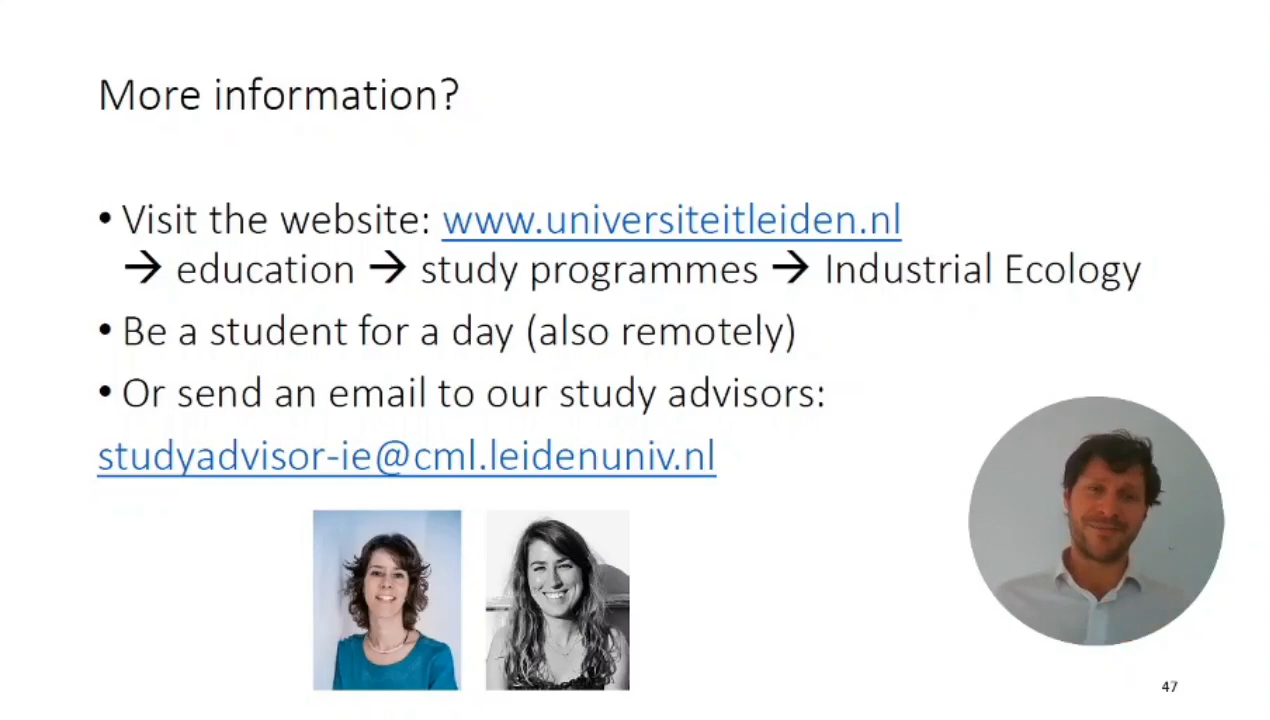 More information?
• Visit the website: www.universiteitleiden.nl
→ education → study programmes → Industrial Ecology
• Be a student for a day (also remotely)
• Or send an email to our study advisors:
studyadvisor-ie@cml.leidenuniv.nl
47